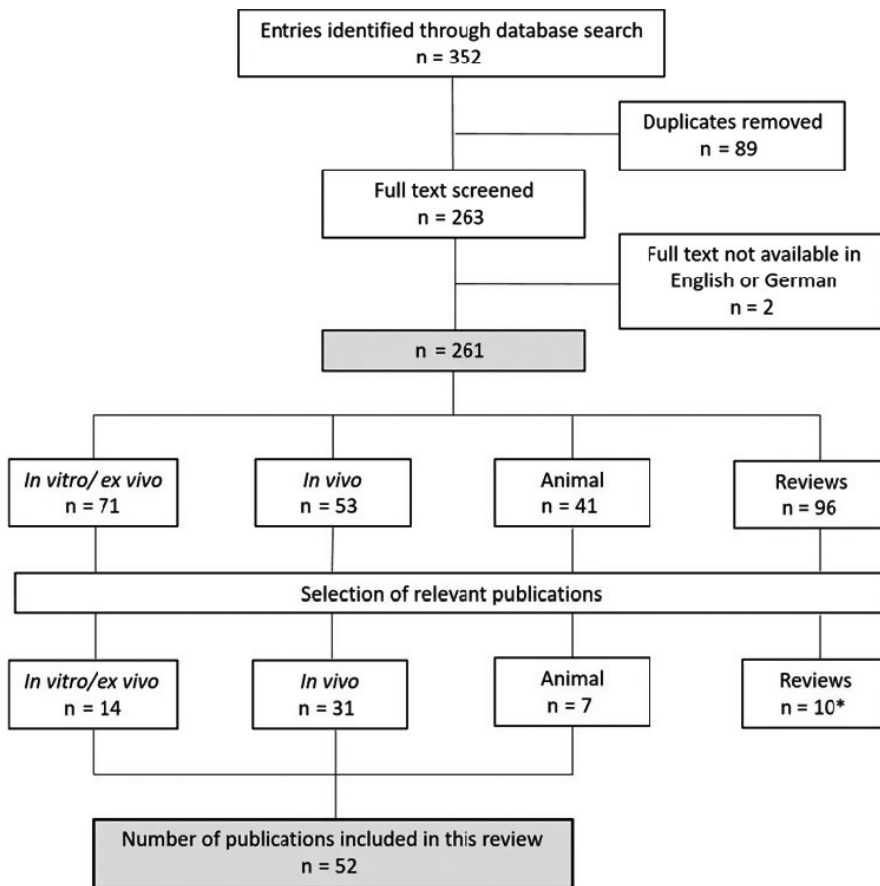 Entries identified through database search
n = 352
Duplicates removed
n = 89
Full text screened
n = 263
Full text not available in
English or German
n = 2
n = 261
In vitro/ ex vivo
n = 71
In vivo
n = 53
Animal
n = 41
Reviews
n = 96
Selection of relevant publications
In vitro/ex vivo
n = 14
In vivo
n = 31
Animal
n = 7
Reviews
n = 10*
Number of publications included in this review
n = 52